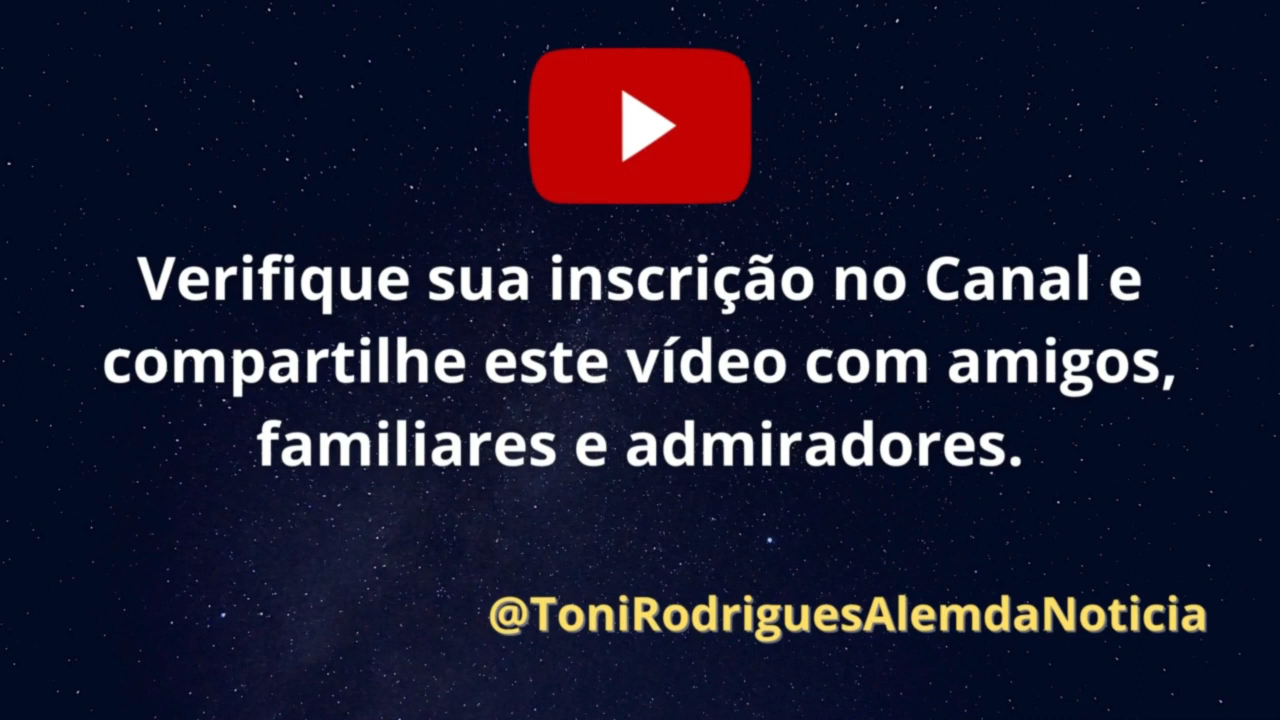 Verifique sua inscrição no Canal e
compartilhe este vídeo com amigos,
familiares e admiradores.
@ToniRodriguesAlemdaNoticia